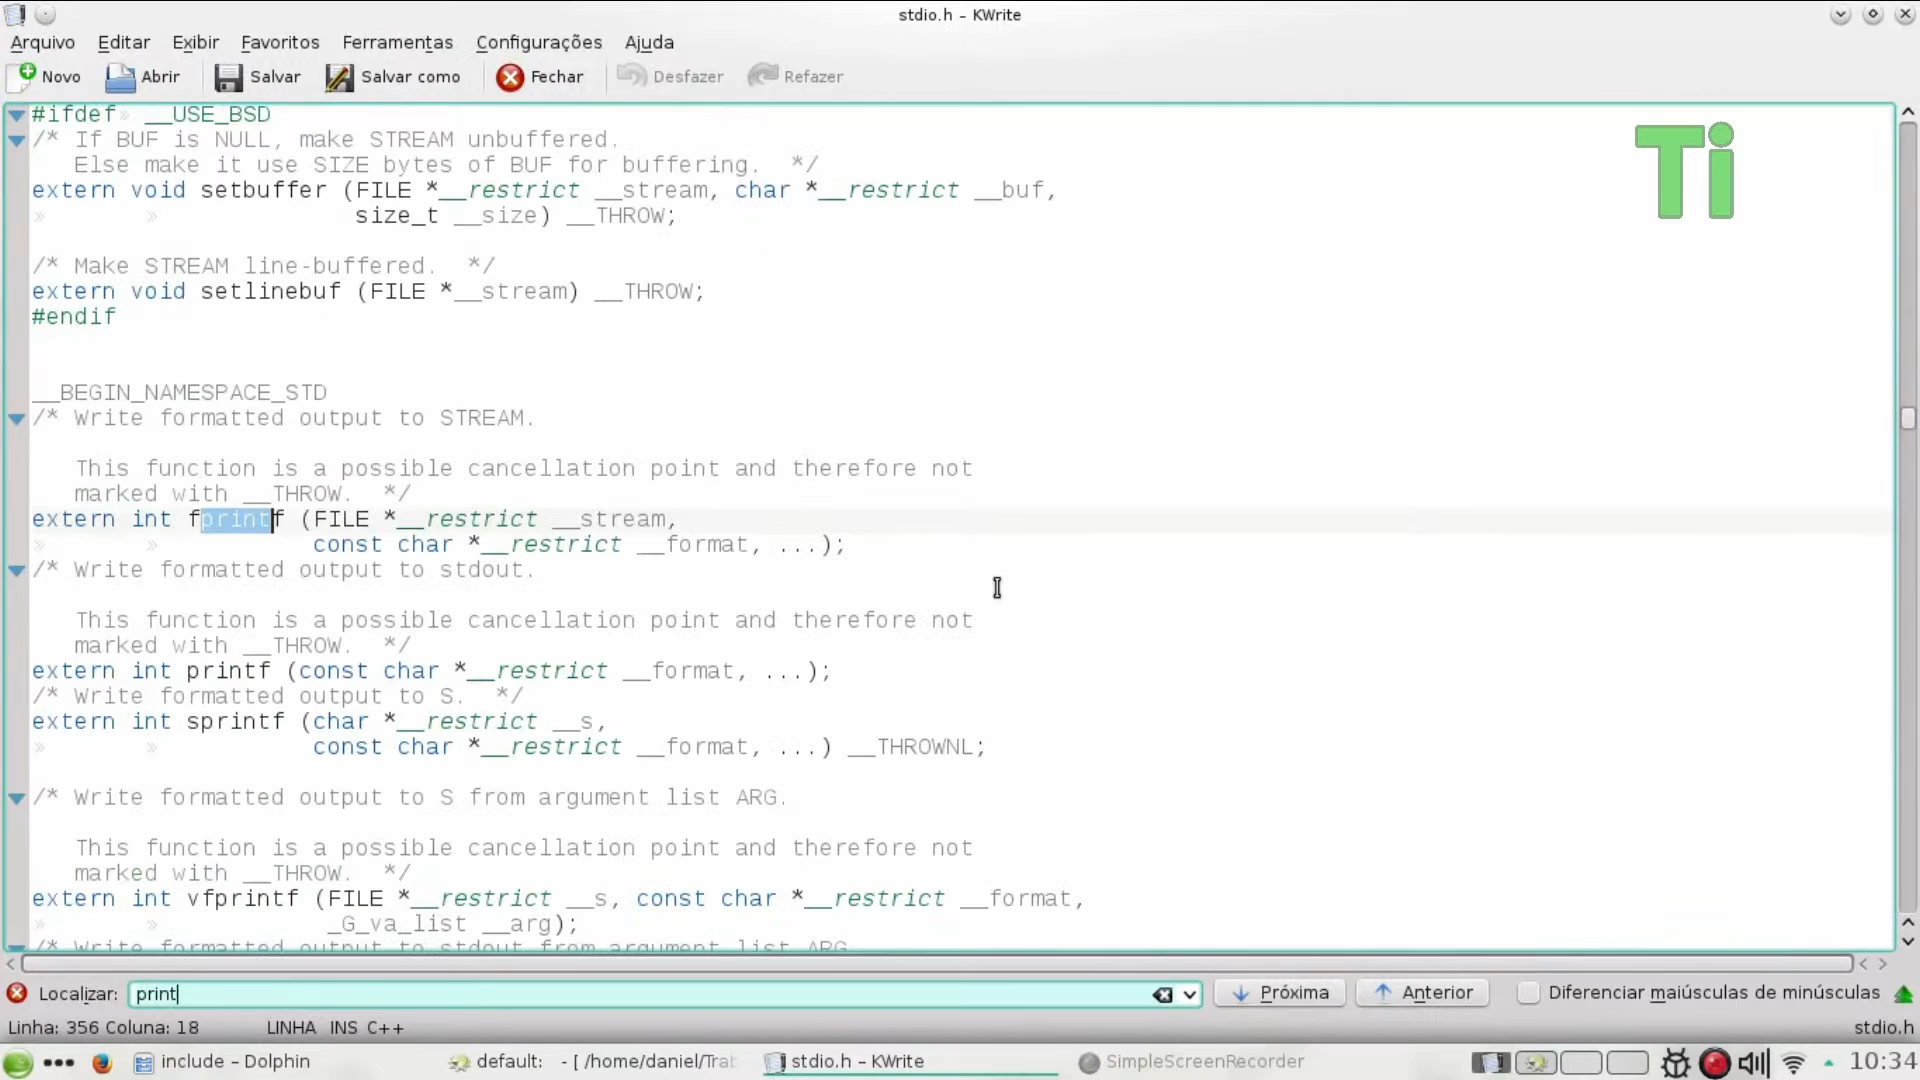 stdio.h – KWrite
Arquivo Editar Exibir Favoritos Ferramentas Configurações Ajuda
Novo Abrir Salvar Salvar como Fechar Desfazer Refazer
#ifdef» __USE_BSD
/* If BUF is NULL, make STREAM unbuffered.
Else make it use SIZE bytes of BUF for buffering.  */
extern void setbuffer (FILE *__restrict __stream, char *__restrict __buf,
» » size_t __size) __THROW;
/* Make STREAM line-buffered.  */
extern void setlinebuf (FILE *__stream) __THROW;
#endif
__BEGIN_NAMESPACE_STD
/* Write formatted output to STREAM.
This function is a possible cancellation point and therefore not
marked with __THROW.  */
extern int fprintf (FILE *__restrict __stream,
» » const char *__restrict __format, ...);
/* Write formatted output to stdout.
This function is a possible cancellation point and therefore not
marked with __THROW.  */
extern int printf (const char *__restrict __format, ...);
/* Write formatted output to S.  */
extern int sprintf (char *__restrict __s,
» » const char *__restrict __format, ...) __THROWNL;
/* Write formatted output to S from argument list ARG.
This function is a possible cancellation point and therefore not
marked with __THROW.  */
extern int vfprintf (FILE *__restrict __s, const char *__restrict __format,
» » _G_va_list __arg);
/* Write formatted output to stdout from argument list ARG
Ti
Localizar: print Próxima Anterior Diferenciar maiúsculas de minúsculas
Linha: 356 Coluna: 18 LINHA INS C++ stdio.h
include – Dolphin default: - [ /home/daniel/Trab stdio.h – KWrite SimpleScreenRecorder 10:34